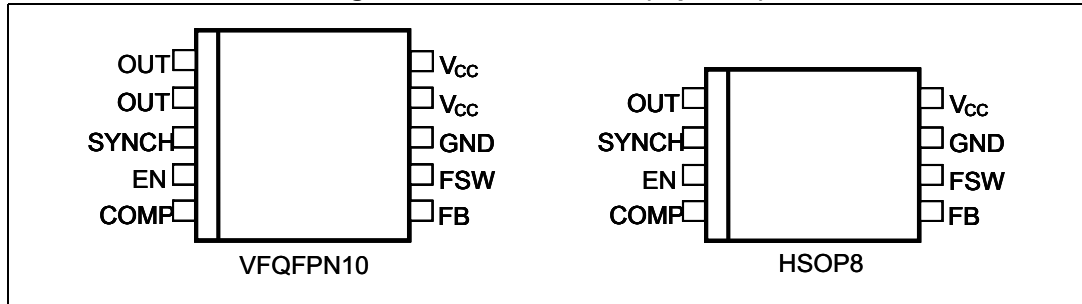 OUT
OUT
SYNCH
EN
COMP
VCC
VCC
GND
FSW
FB
VFQFPN10
OUT
SYNCH
EN
COMP
VCC
GND
FSW
FB
HSOP8